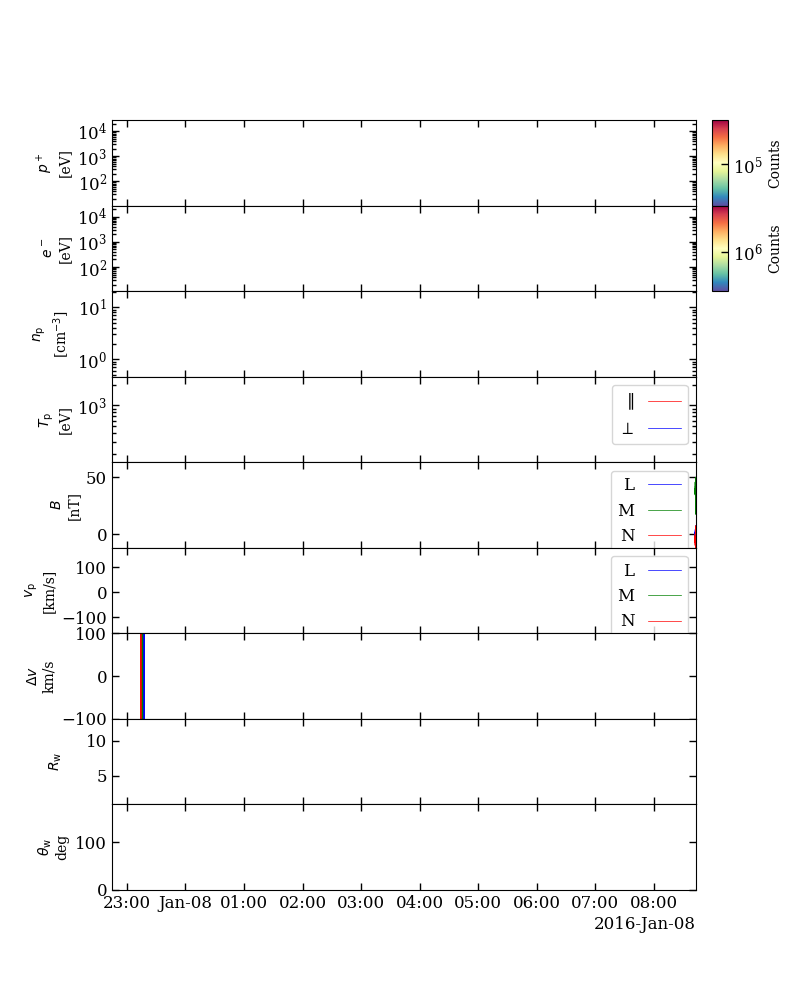 10⁴
10³
10²
p⁺
[eV]
10⁵
Counts
10⁴
10³
10²
e⁻
[eV]
10⁶
Counts
10¹
10⁰
nₚ
[cm⁻³]
10³
Tₚ
[eV]
∥
⊥
50
0
B
[nT]
L
M
N
100
0
−100
vₚ
[km/s]
L
M
N
100
0
−100
Δv
km/s
10
5
R_w
100
0
θ_w
deg
23:00 Jan-08 01:00 02:00 03:00 04:00 05:00 06:00 07:00 08:00
2016-Jan-08